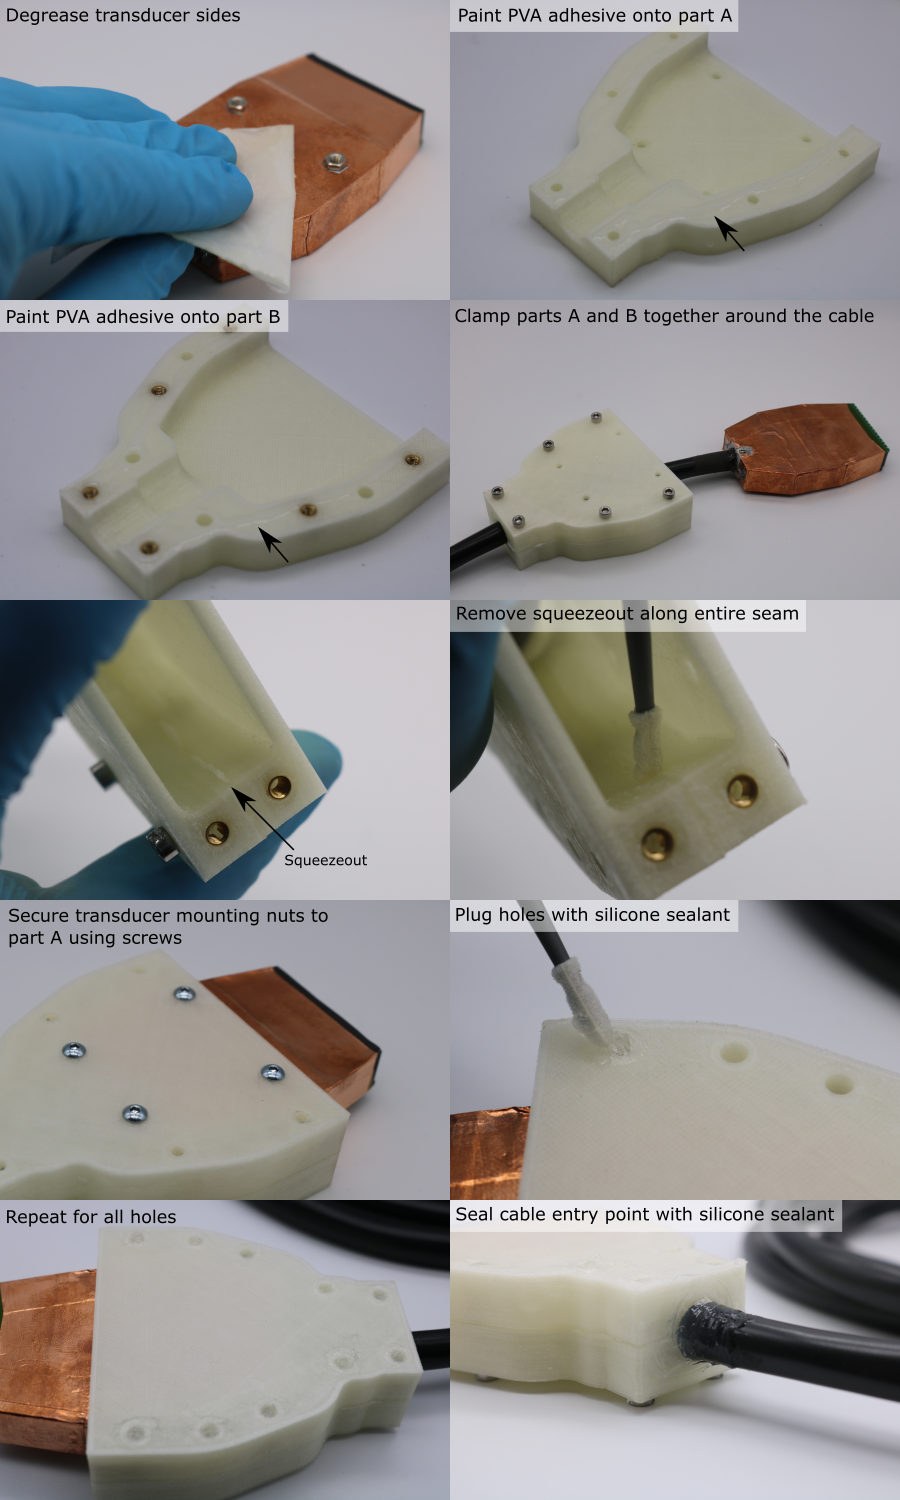 Degrease transducer sides
Paint PVA adhesive onto part A
Paint PVA adhesive onto part B
Clamp parts A and B together around the cable
Squeezeout
Remove squeezeout along entire seam
Secure transducer mounting nuts to
part A using screws
Plug holes with silicone sealant
Repeat for all holes
Seal cable entry point with silicone sealant